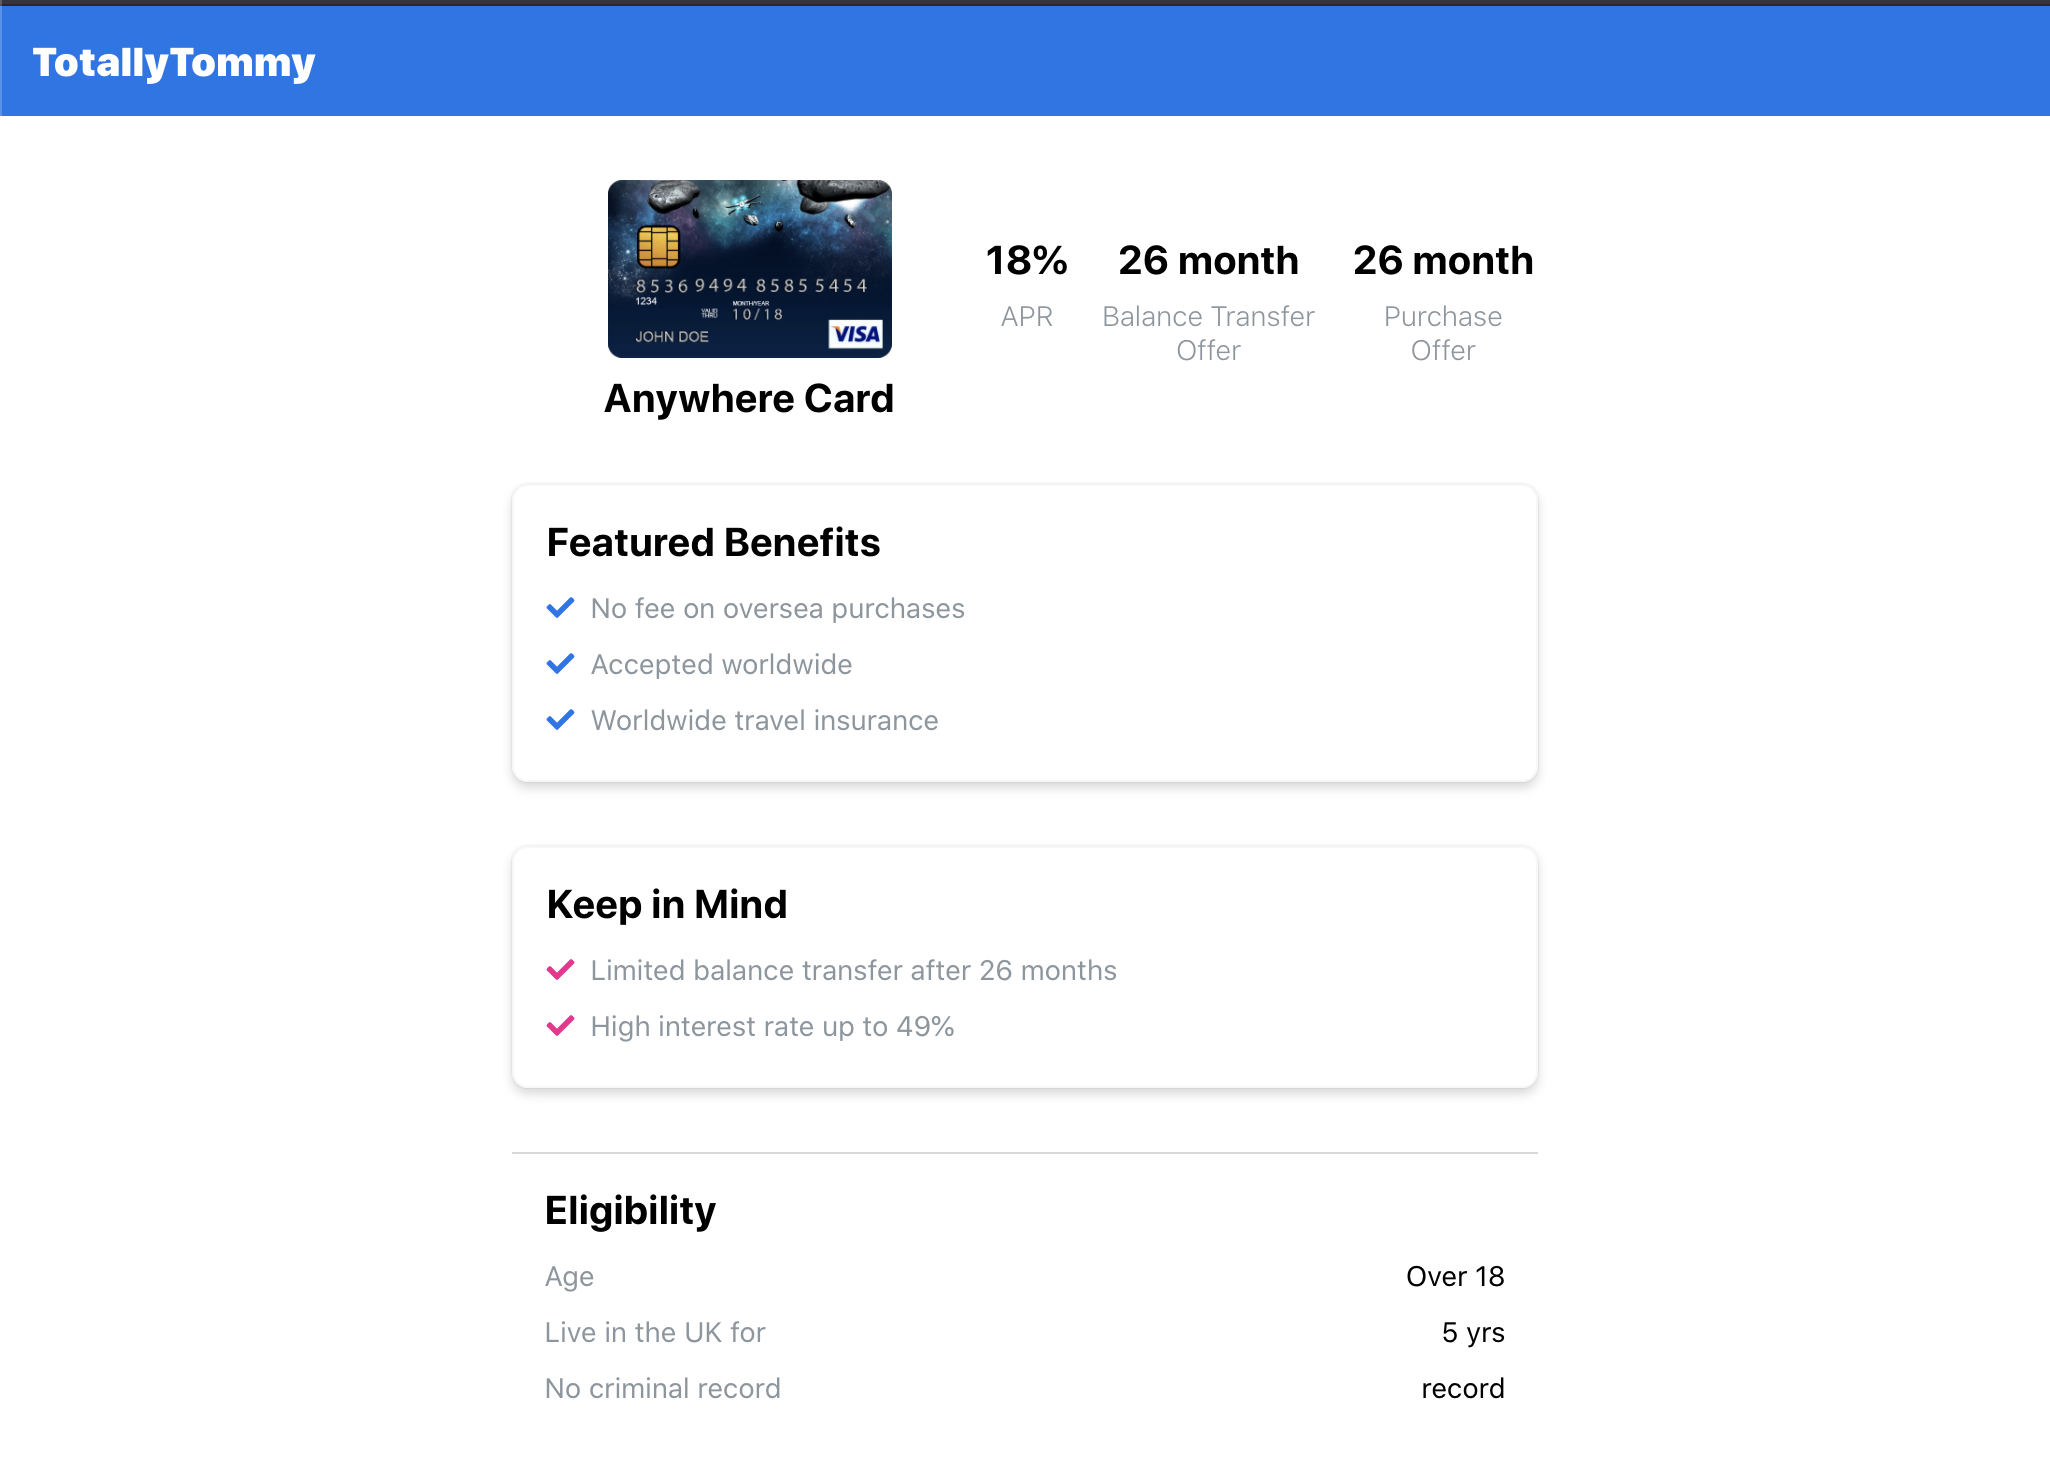 TotallyTommy
8536 9494 8585 5454
1234
MONTH/YEAR
VALID THRU
10/18
JOHN DOE
VISA
Anywhere Card
18%
APR
26 month
Balance Transfer
Offer
26 month
Purchase
Offer
Featured Benefits
No fee on oversea purchases
Accepted worldwide
Worldwide travel insurance
Keep in Mind
Limited balance transfer after 26 months
High interest rate up to 49%
Eligibility
Age Over 18
Live in the UK for 5 yrs
No criminal record record